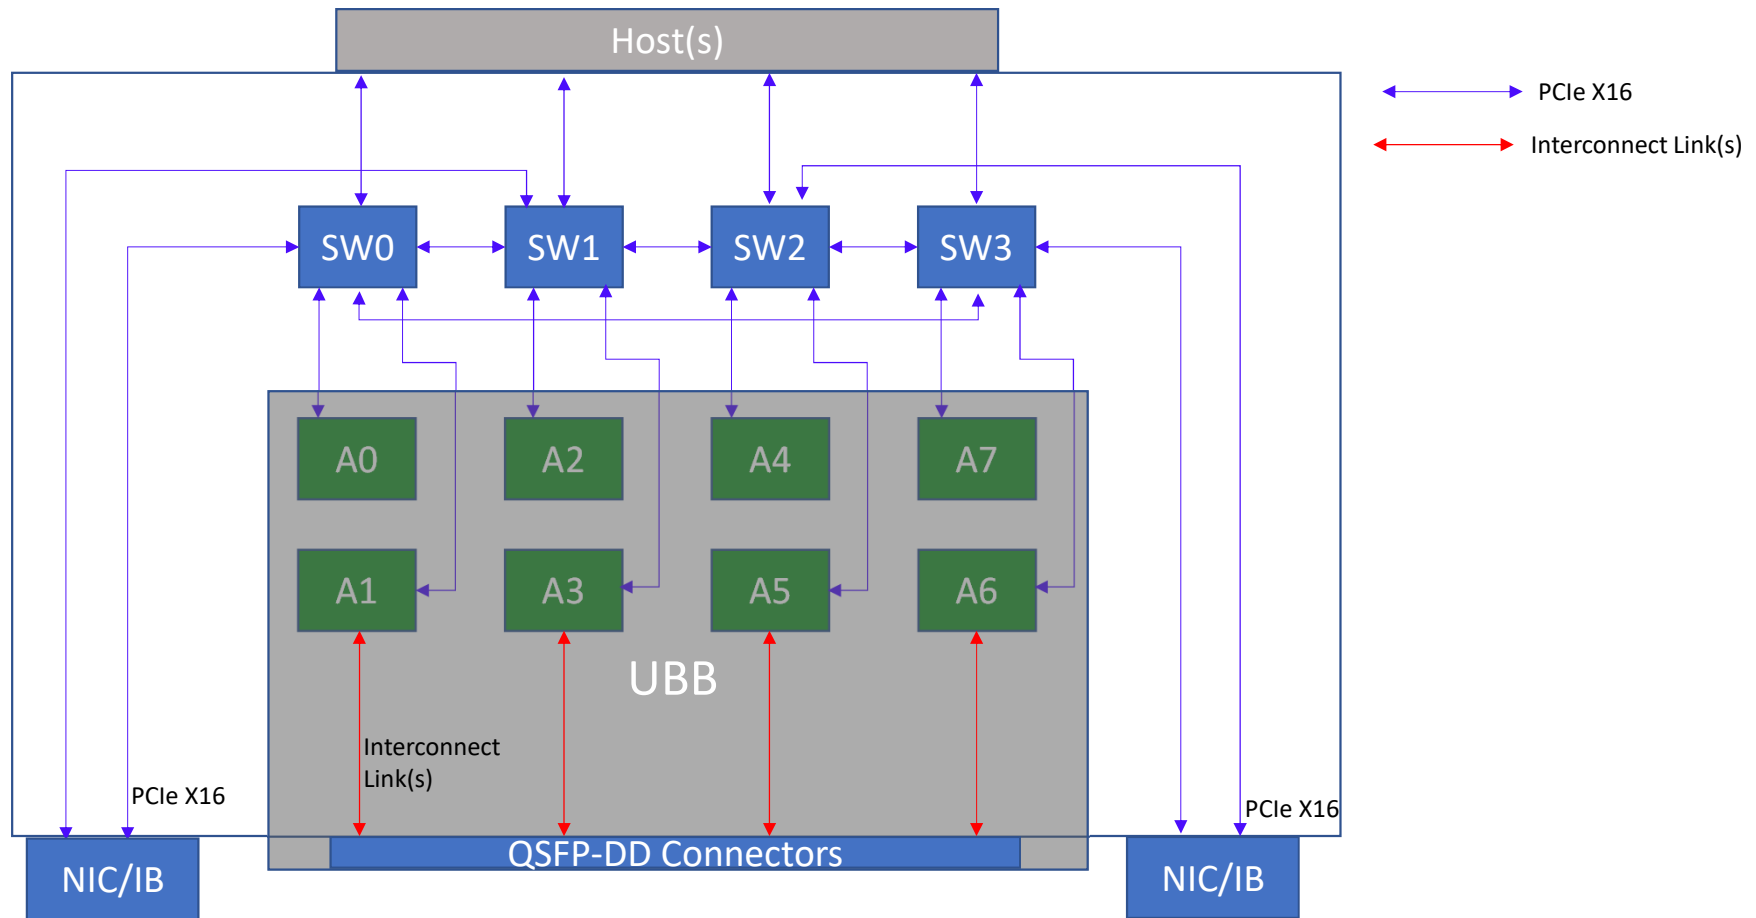 Host(s)
PCIe X16
Interconnect Link(s)
SW0
SW1
SW2
SW3
A0
A2
A4
A7
A1
A3
A5
A6
UBB
Interconnect
Link(s)
PCIe X16
PCIe X16
QSFP-DD Connectors
NIC/IB
NIC/IB